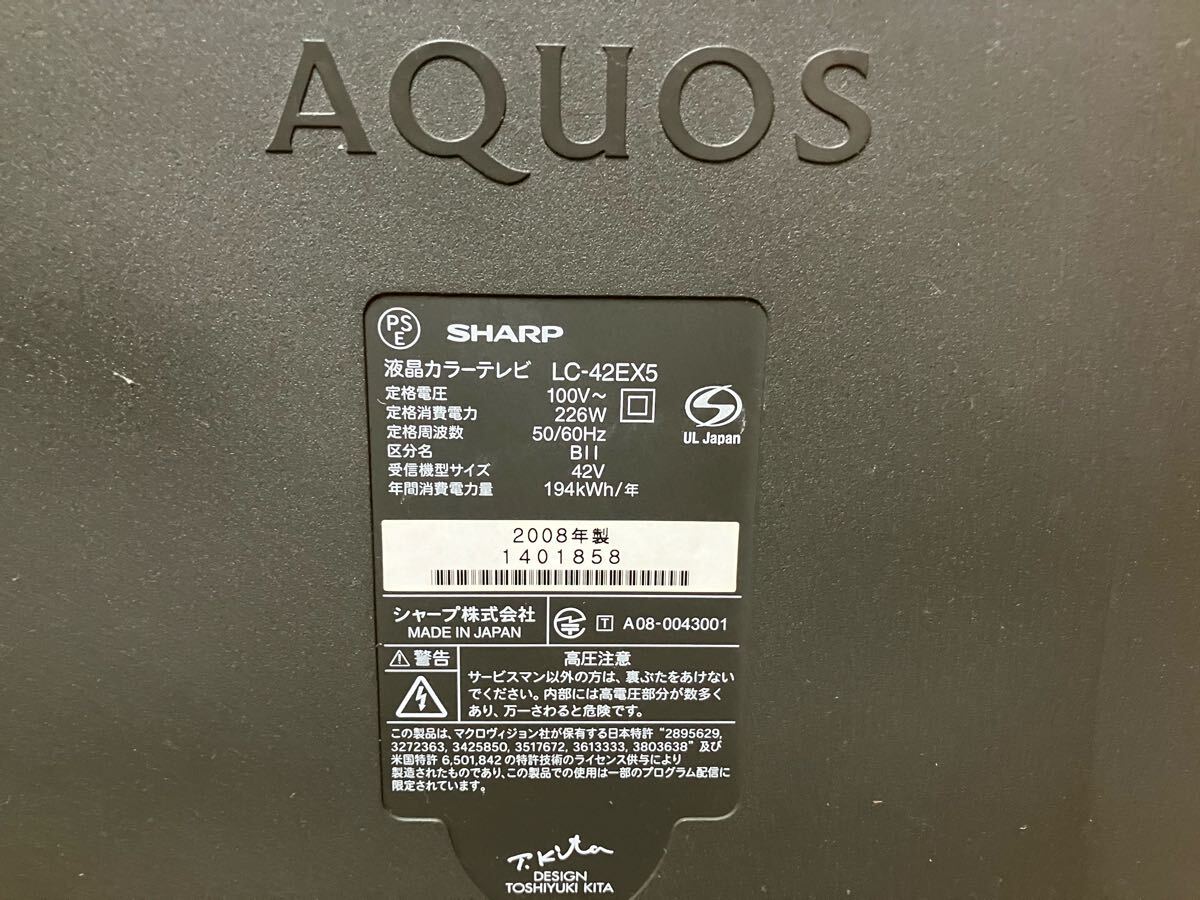 AQUOS
PS
E
SHARP
液晶カラーテレビ LC-42EX5
定格電圧 100V～
定格消費電力 226W
定格周波数 50/60Hz
区分名 BII
受信機型サイズ 42V
年間消費電力量 194kWh/年
UL Japan
2008年製
1401858
シャープ株式会社
MADE IN JAPAN
T A08-0043001
警告
高圧注意
サービスマン以外の方は、裏ぶたをあけない
でください。内部には高電圧部分が数多く
あり、万一さわると危険です。
この製品は、マクロヴィジョン社が保有する日本特許 “2895629,
3272363, 3425850, 3517672, 3613333, 3803638” 及び
米国特許 6,501,842 の特許技術のライセンス供与により
製造されたものであり、この製品での使用は一部のプログラム配信に
限定されています。
T.Kita
DESIGN
TOSHIYUKI KITA